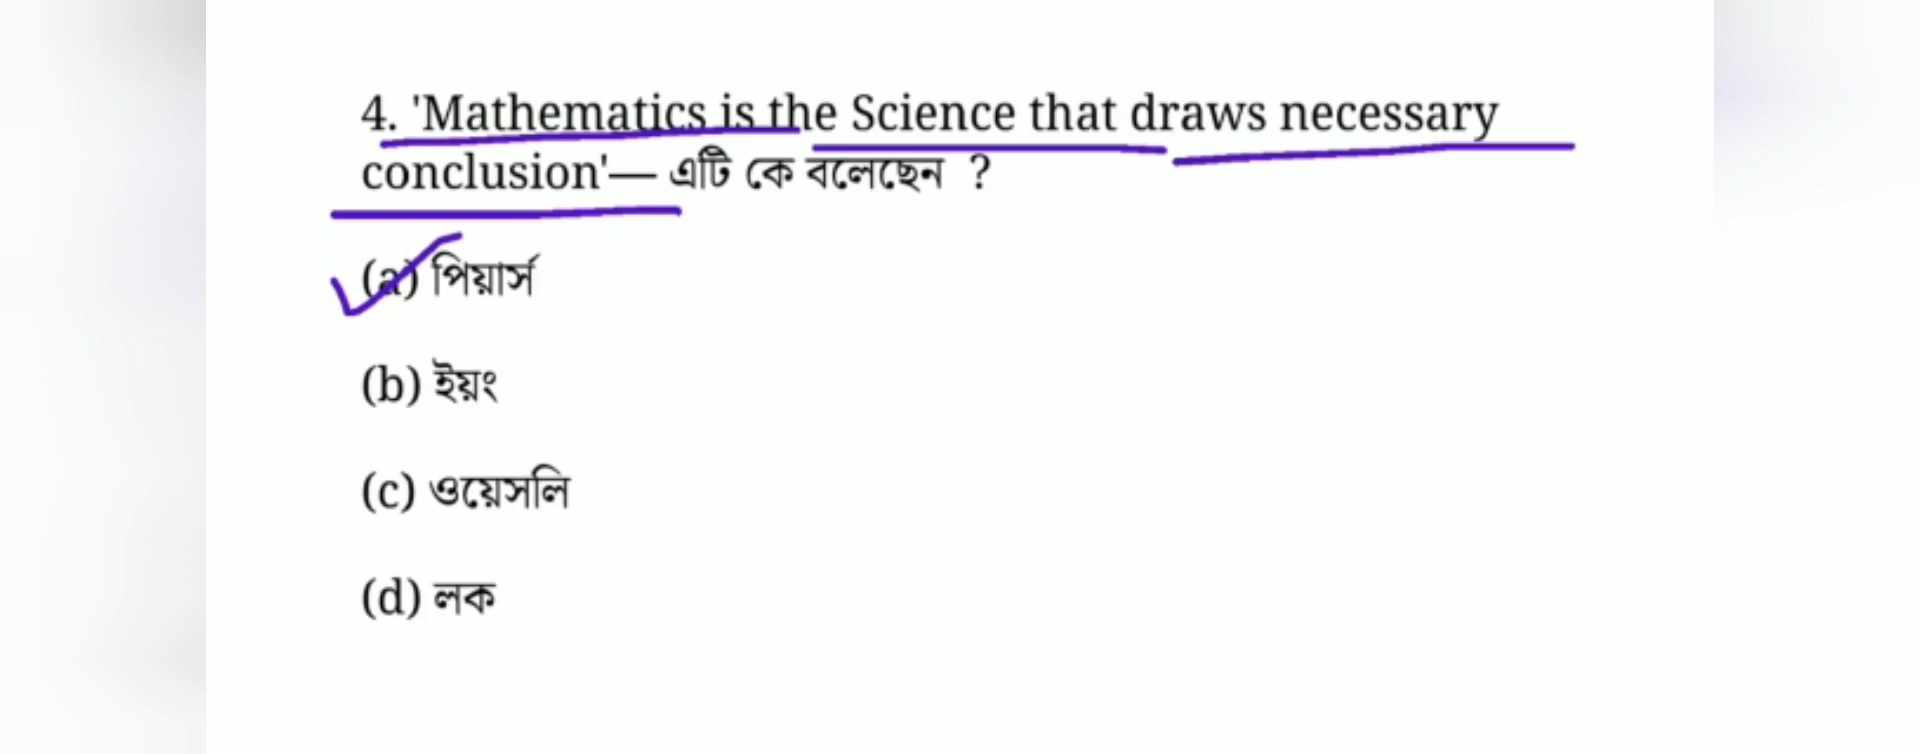 4. 'Mathematics is the Science that draws necessary
conclusion'— এটি কে বলেছেন ?
(a) পিয়ার্স
(b) ইয়ং
(c) ওয়েসলি
(d) লক